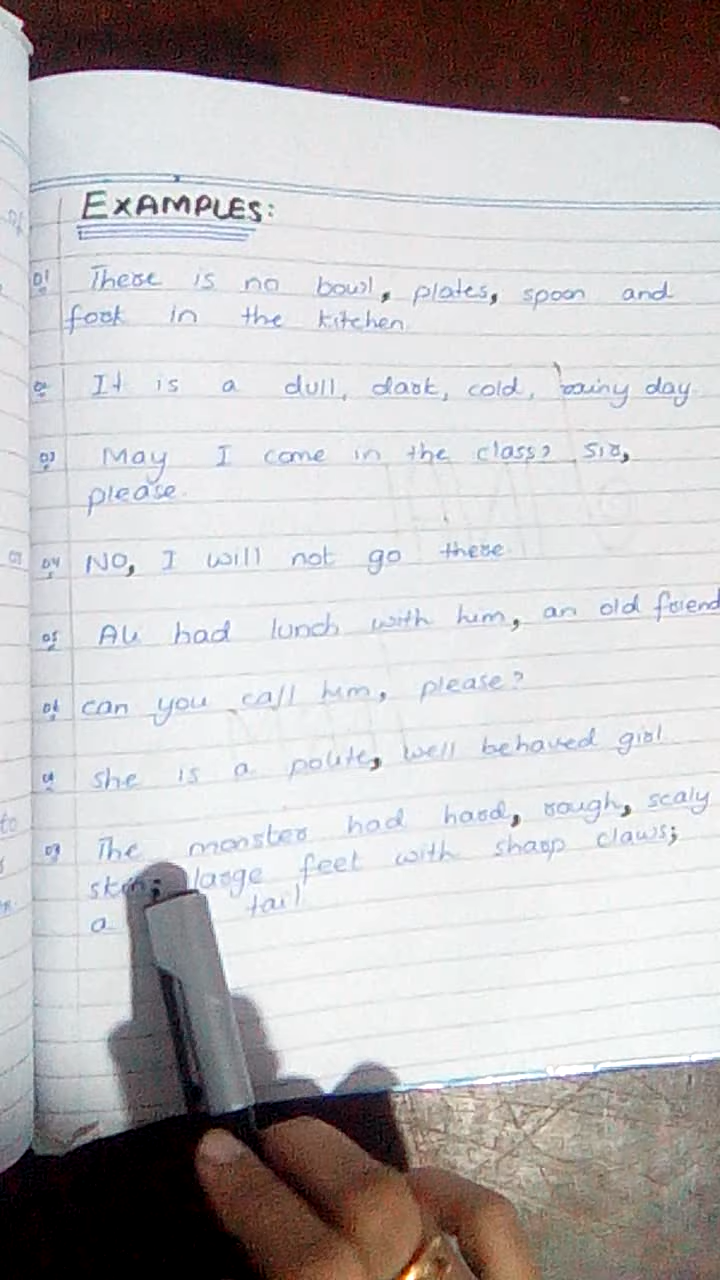 EXAMPLES:
01 There is no bowl, plates, spoon and
fork in the kitchen
02 It is a dull, dark, cold, rainy day
03 May I come in the class? Sir,
please.
04 NO, I will not go there
05 Ali had lunch with him, an old friend
06 can you call him, please?
07 she is a polite, well behaved girl
The monster had hard, rough, scaly
skin; large feet with sharp claws;
a tail